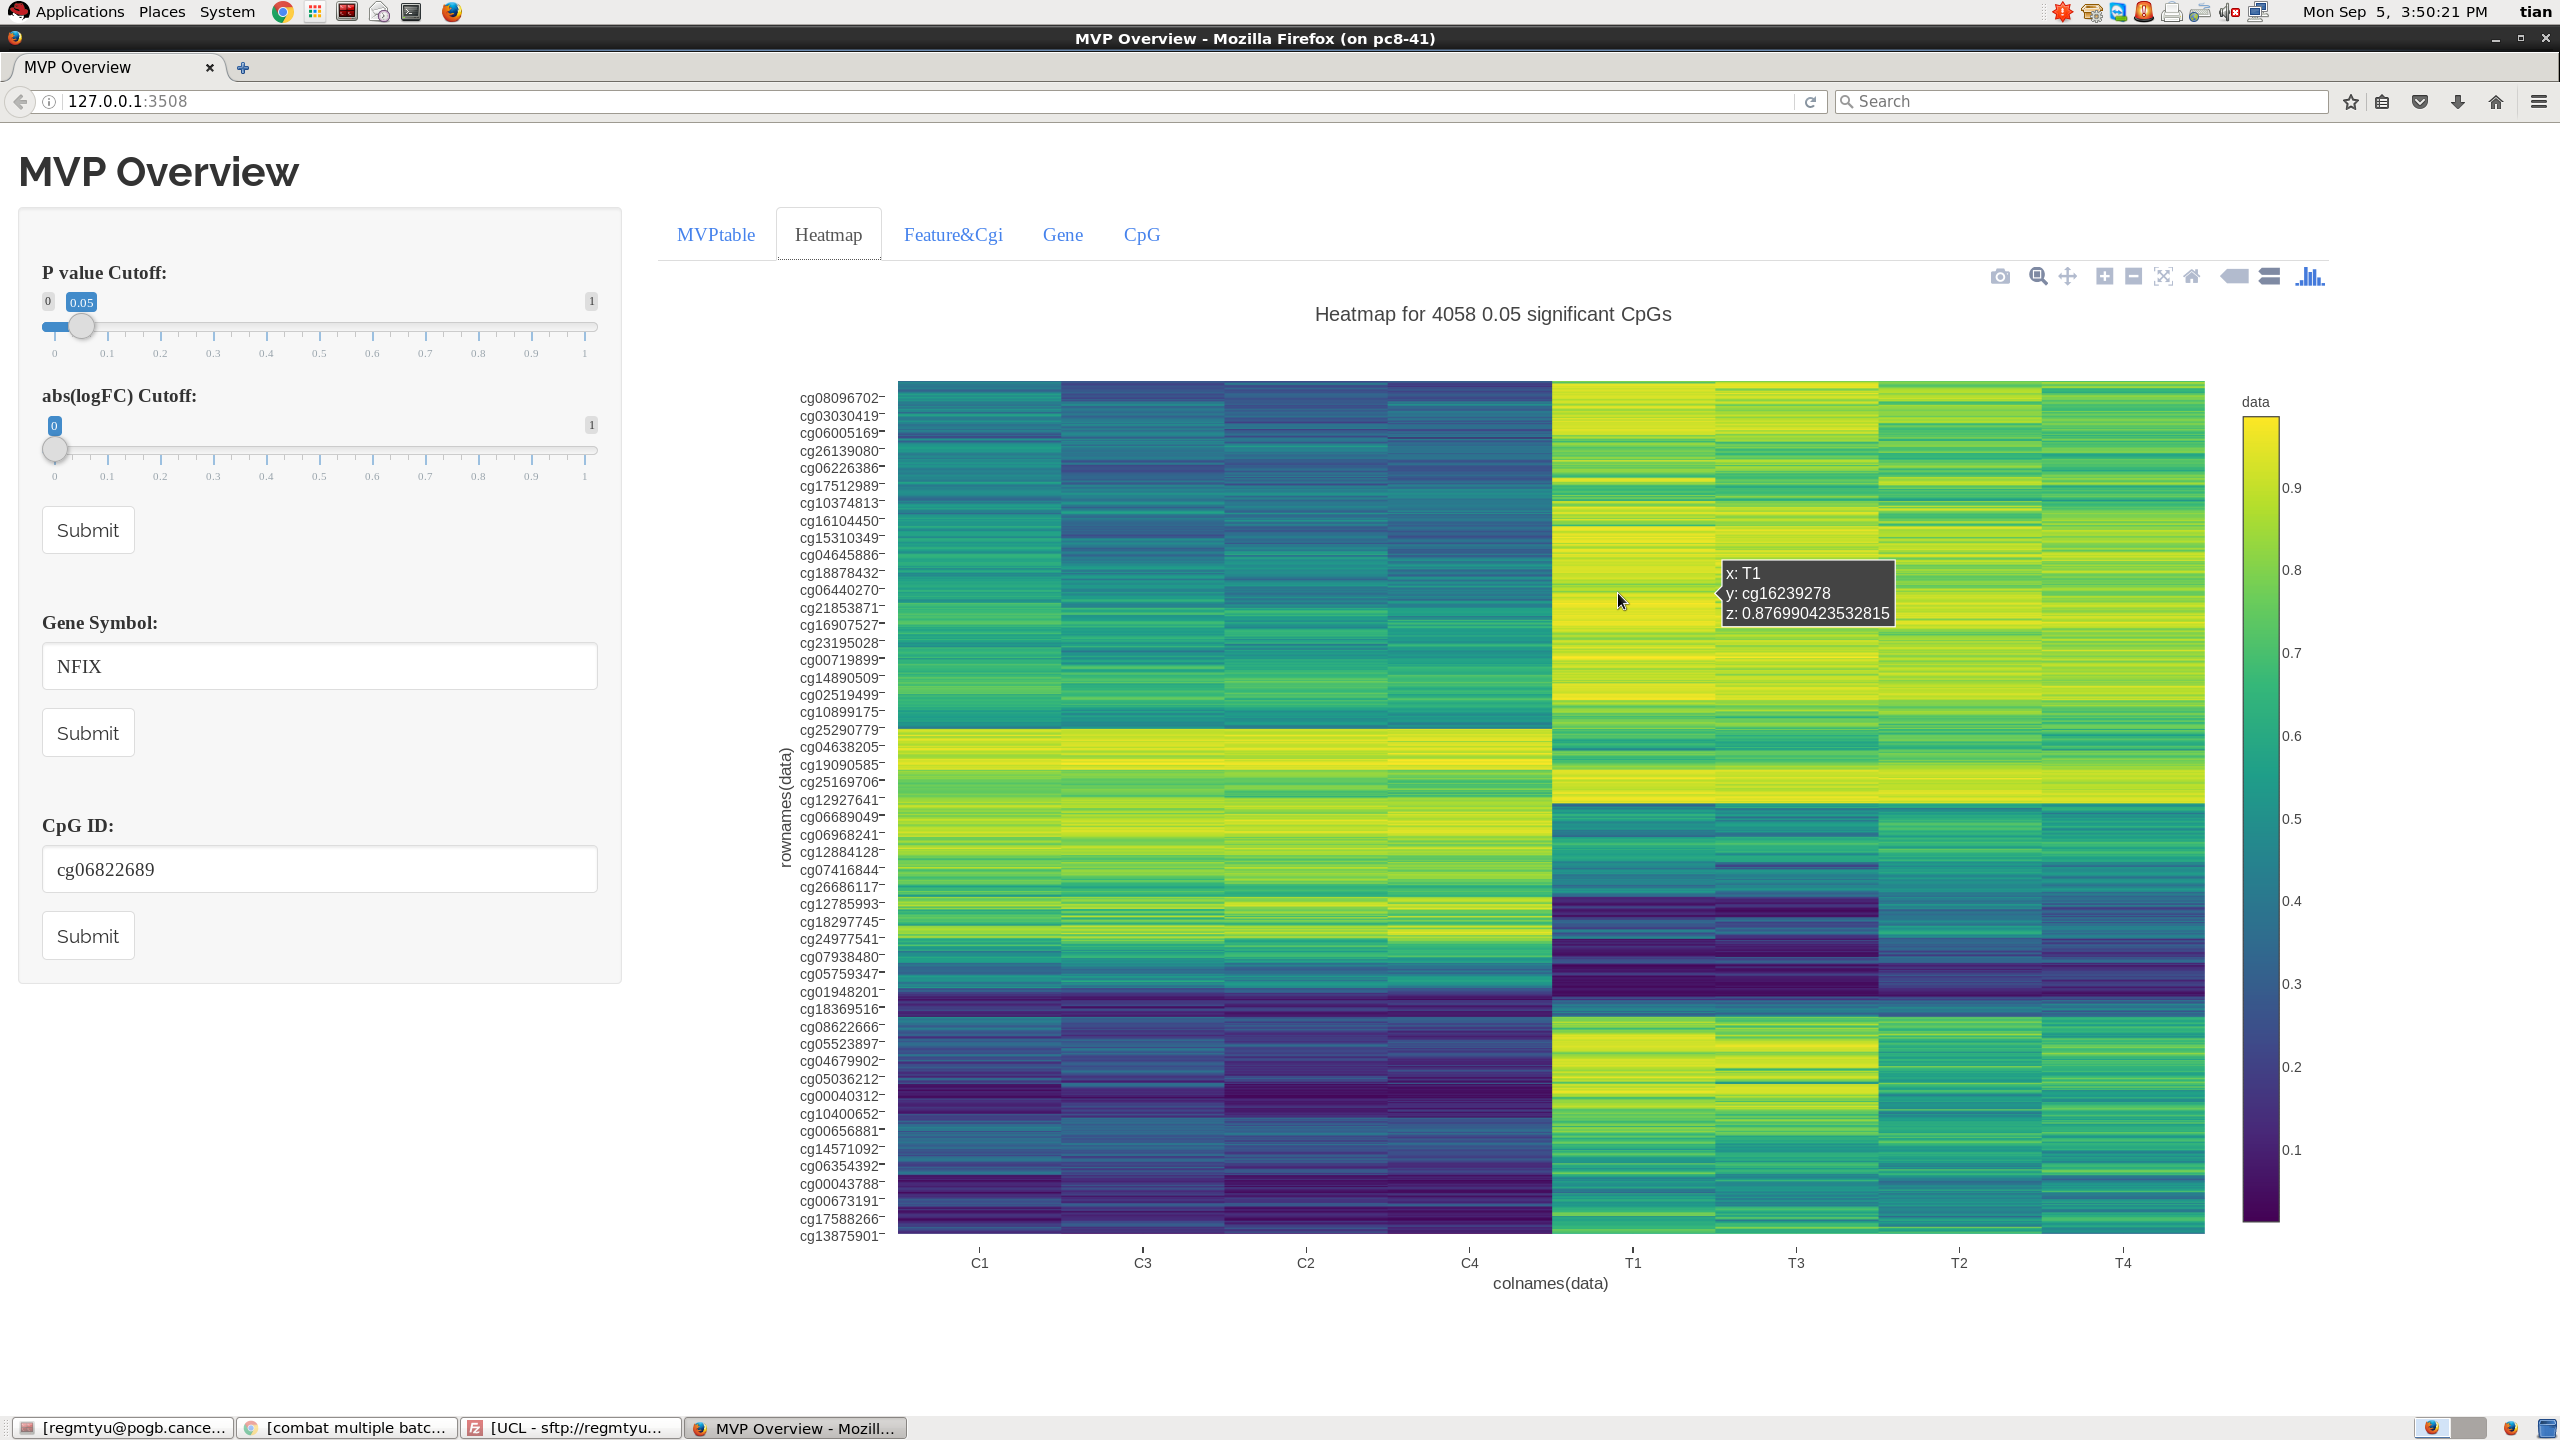 Applications Places System
Mon Sep 5, 3:50:21 PM tian
MVP Overview - Mozilla Firefox (on pc8-41)
MVP Overview
127.0.0.1:3508
Search
MVP Overview
P value Cutoff:
0 0.05 1
0 0.1 0.2 0.3 0.4 0.5 0.6 0.7 0.8 0.9 1
abs(logFC) Cutoff:
0 1
0 0.1 0.2 0.3 0.4 0.5 0.6 0.7 0.8 0.9 1
Submit
Gene Symbol:
NFIX
Submit
CpG ID:
cg06822689
Submit
MVPtable Heatmap Feature&Cgi Gene CpG
Heatmap for 4058 0.05 significant CpGs
rownames(data)
cg08096702
cg03030419
cg06005169
cg26139080
cg06226386
cg17512989
cg10374813
cg16104450
cg15310349
cg04645886
cg18878432
cg06440270
cg21853871
cg16907527
cg23195028
cg00719899
cg14890509
cg02519499
cg10899175
cg25290779
cg04638205
cg19090585
cg25169706
cg12927641
cg06689049
cg06968241
cg12884128
cg07416844
cg26686117
cg12785993
cg18297745
cg24977541
cg07938480
cg05759347
cg01948201
cg18369516
cg08622666
cg05523897
cg04679902
cg05036212
cg00040312
cg10400652
cg00656881
cg14571092
cg06354392
cg00043788
cg00673191
cg17588266
cg13875901
x: T1
y: cg16239278
z: 0.876990423532815
C1 C3 C2 C4 T1 T3 T2 T4
colnames(data)
data
0.9
0.8
0.7
0.6
0.5
0.4
0.3
0.2
0.1
[regmtyu@pogb.cance...
[combat multiple batc...
[UCL - sftp://regmtyu...
MVP Overview - Mozill...